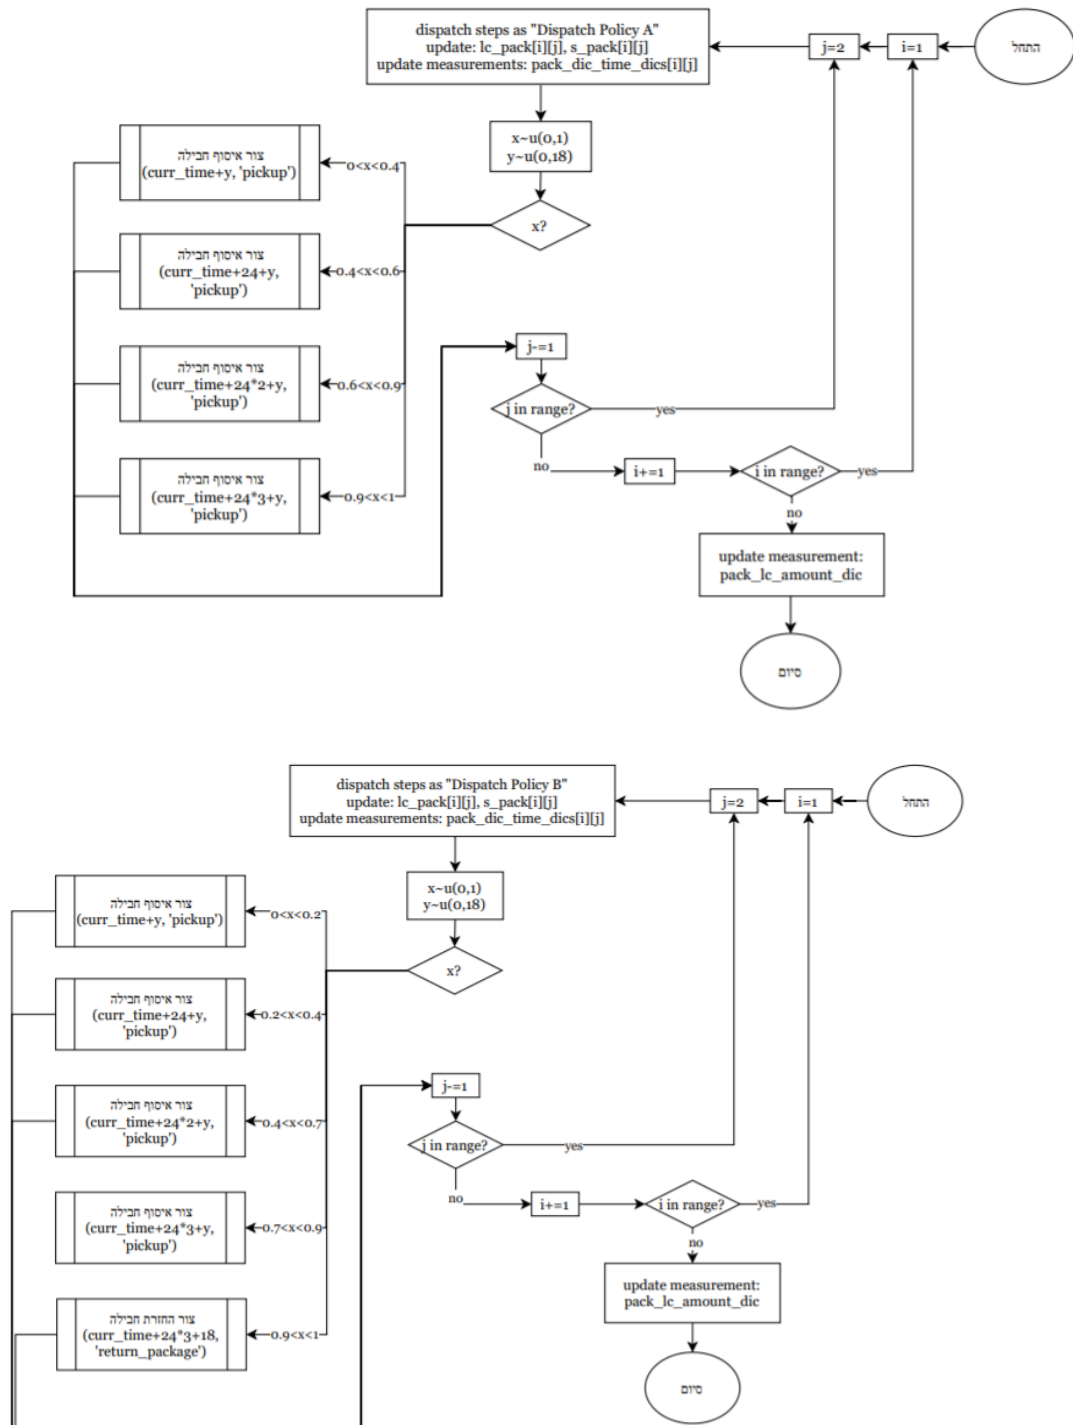 dispatch steps as "Dispatch Policy A"
update: lc_pack[i][j], s_pack[i][j]
update measurements: pack_dic_time_dics[i][j]
j=2
i=1
התחל
x~u(0,1)
y~u(0,18)
x?
0<x<0.4
צור איסוף חבילה
(curr_time+y, 'pickup')
0.4<x<0.6
צור איסוף חבילה
(curr_time+24+y,
'pickup')
0.6<x<0.9
צור איסוף חבילה
(curr_time+24*2+y,
'pickup')
0.9<x<1
צור איסוף חבילה
(curr_time+24*3+y,
'pickup')
j-=1
j in range?
yes
no
i+=1
i in range?
yes
no
update measurement:
pack_lc_amount_dic
סיום
dispatch steps as "Dispatch Policy B"
update: lc_pack[i][j], s_pack[i][j]
update measurements: pack_dic_time_dics[i][j]
j=2
i=1
התחל
x~u(0,1)
y~u(0,18)
x?
0<x<0.2
צור איסוף חבילה
(curr_time+y, 'pickup')
0.2<x<0.4
צור איסוף חבילה
(curr_time+24+y,
'pickup')
0.4<x<0.7
צור איסוף חבילה
(curr_time+24*2+y,
'pickup')
0.7<x<0.9
צור איסוף חבילה
(curr_time+24*3+y,
'pickup')
0.9<x<1
צור החזרת חבילה
(curr_time+24*3+18,
'return_package')
j-=1
j in range?
yes
no
i+=1
i in range?
yes
no
update measurement:
pack_lc_amount_dic
סיום